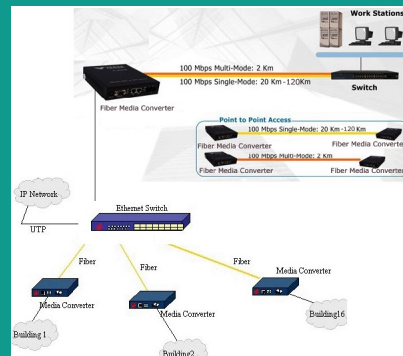 Work Stations
100 Mbps Multi-Mode: 2 Km
100 Mbps Single-Mode: 20 Km -120Km
Switch
Fiber Media Converter
Point to Point Access
100 Mbps Single-Mode: 20 Km -120 Km
Fiber Media Converter
Fiber Media Converter
100 Mbps Multi-Mode: 2 Km
Fiber Media Converter
Fiber Media Converter
IP Network
Ethernet Switch
UTP
Fiber
Fiber
Fiber
Media Converter
Media Converter
Media Converter
Building 1
Building2
Building16